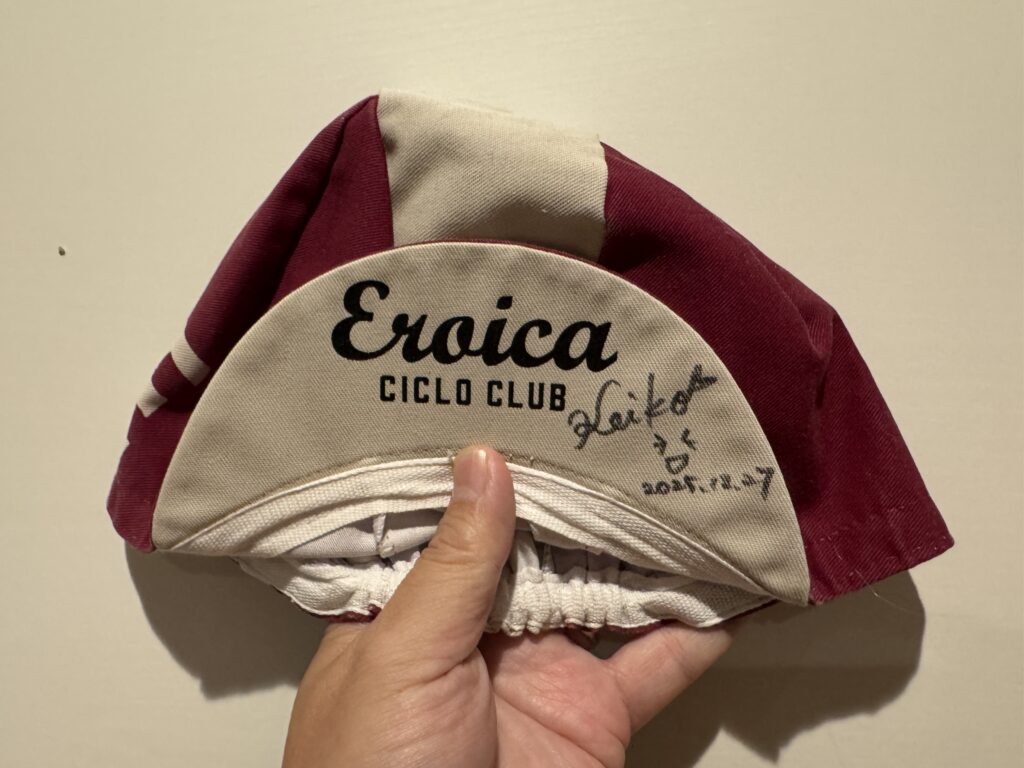 Eroica
CICLO CLUB
Keiko
2025.12.27